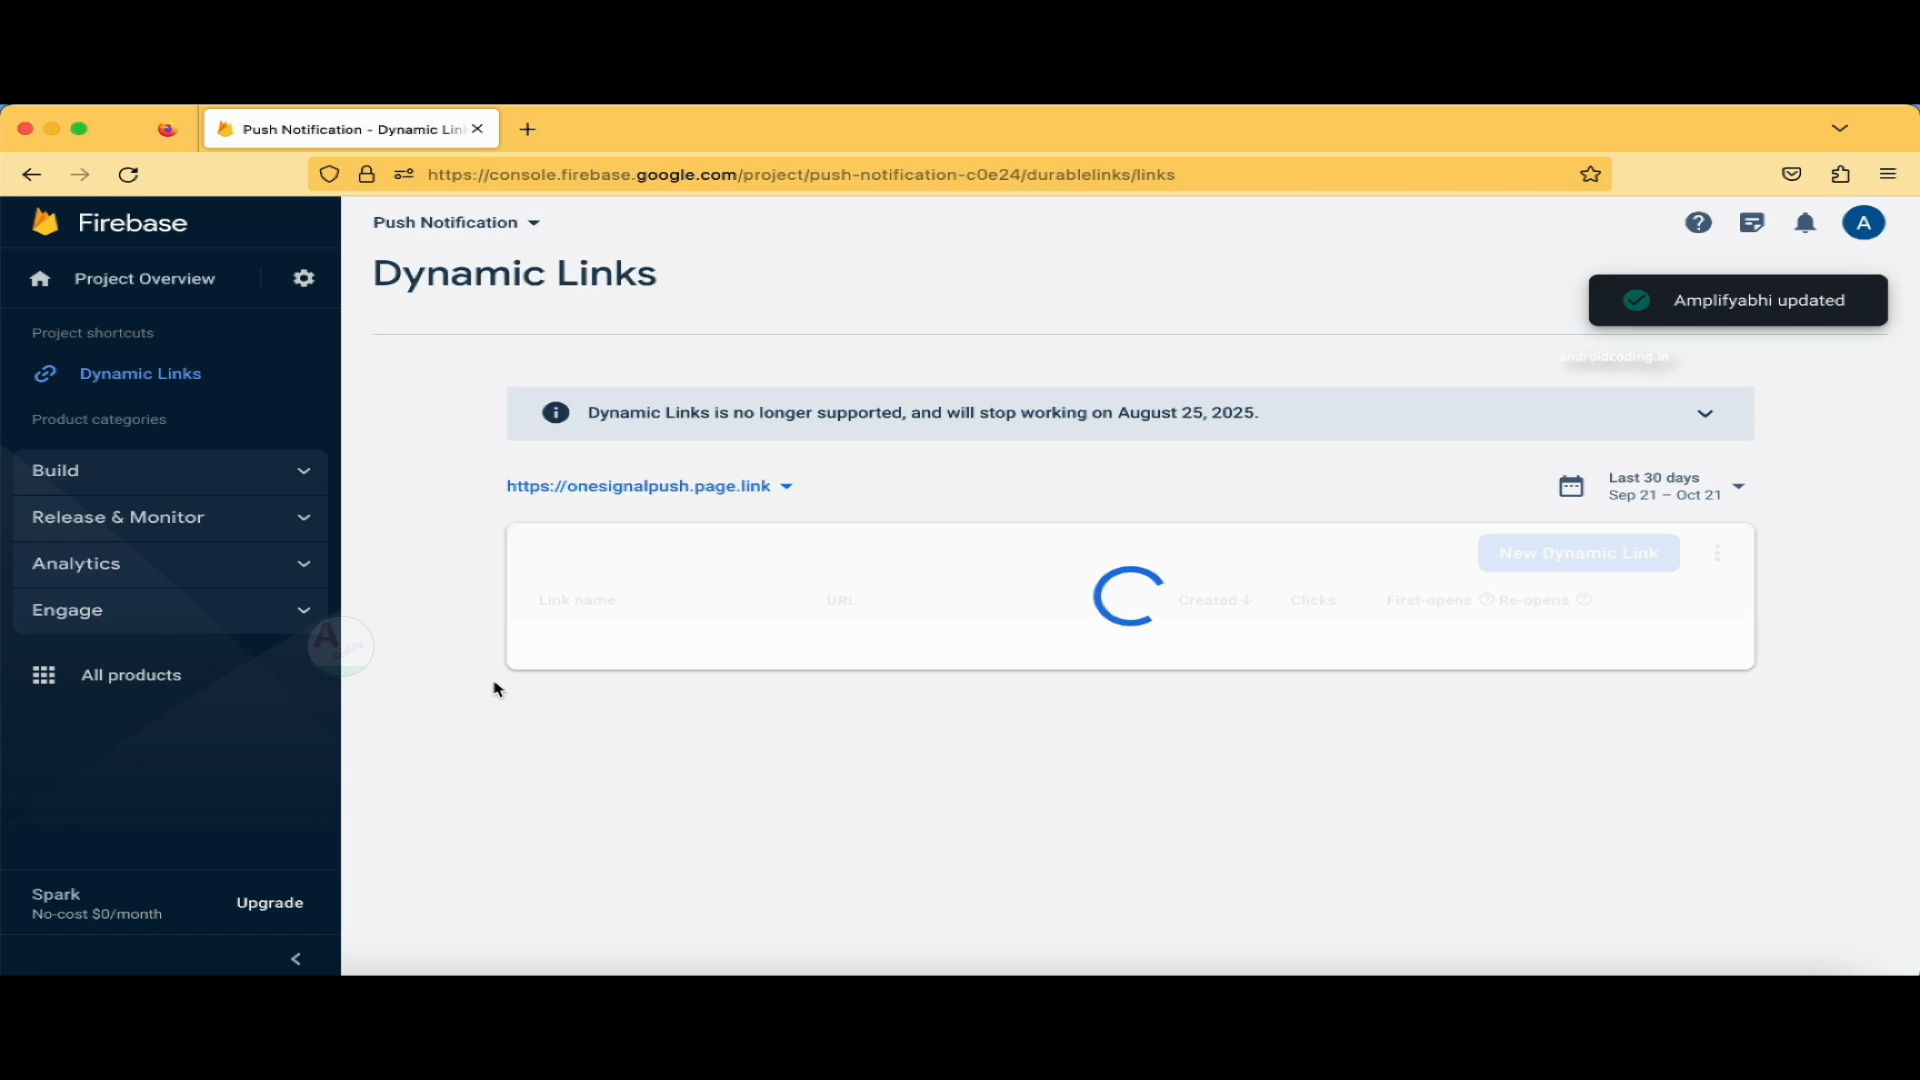 Push Notification - Dynamic Lin
https://console.firebase.google.com/project/push-notification-c0e24/durablelinks/links
Firebase
Push Notification
A
Project Overview
Dynamic Links
Amplifyabhi updated
Project shortcuts
androidcoding.in
Dynamic Links
Product categories
Dynamic Links is no longer supported, and will stop working on August 25, 2025.
Build
https://onesignalpush.page.link
Last 30 days
Sep 21 – Oct 21
Release & Monitor
New Dynamic Link
Analytics
Link name URL Created Clicks First-opens Re-opens
Engage
All products
Spark
No-cost $0/month
Upgrade